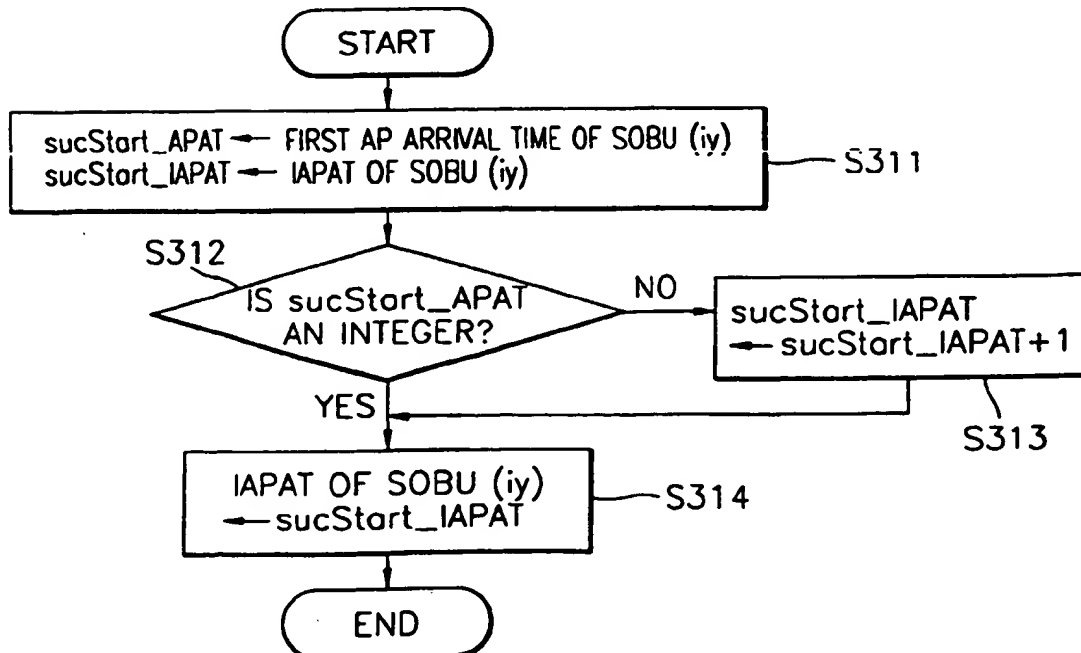 START
sucStart_APAT ← FIRST AP ARRIVAL TIME OF SOBU (iy)
sucStart_IAPAT ← IAPAT OF SOBU (iy)
S311
S312
IS sucStart_APAT
AN INTEGER?
NO
sucStart_IAPAT
← sucStart_IAPAT+1
S313
YES
IAPAT OF SOBU (iy)
← sucStart_IAPAT
S314
END